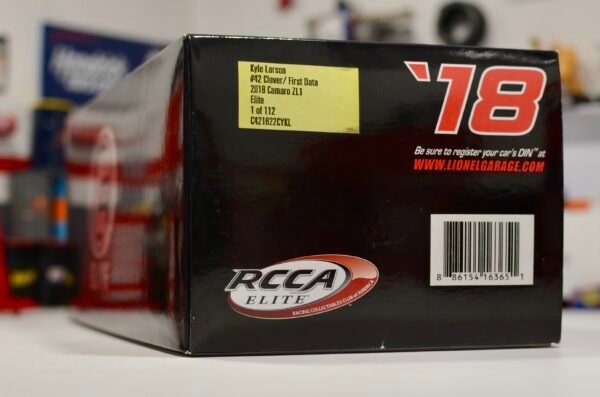 Kyle Larson
#42 Clover/ First Data
2018 Camaro ZL1
Elite
1 of 112
C421822CYKL
'18
Be sure to register your car's DIN™ at
WWW.LIONELGARAGE.COM
8 86154 16365 1
RCCA
ELITE™
RACING COLLECTABLES CLUB of AMERICA